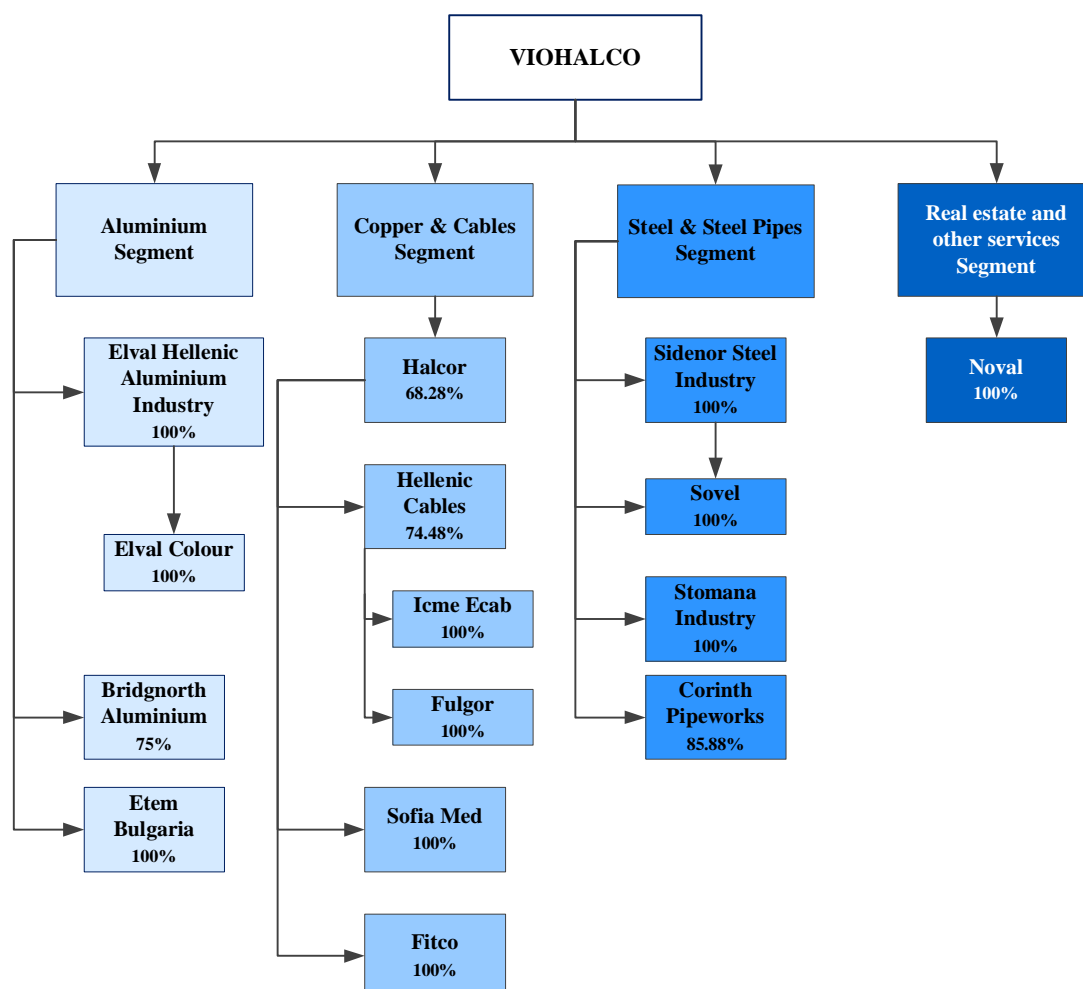 VIOHALCO
Aluminium
Segment
Elval Hellenic
Aluminium
Industry
100%
Elval Colour
100%
Bridgnorth
Aluminium
75%
Etem
Bulgaria
100%
Copper & Cables
Segment
Halcor
68.28%
Hellenic
Cables
74.48%
Icme Ecab
100%
Fulgor
100%
Sofia Med
100%
Fitco
100%
Steel & Steel Pipes
Segment
Sidenor Steel
Industry
100%
Sovel
100%
Stomana
Industry
100%
Corinth
Pipeworks
85.88%
Real estate and
other services
Segment
Noval
100%